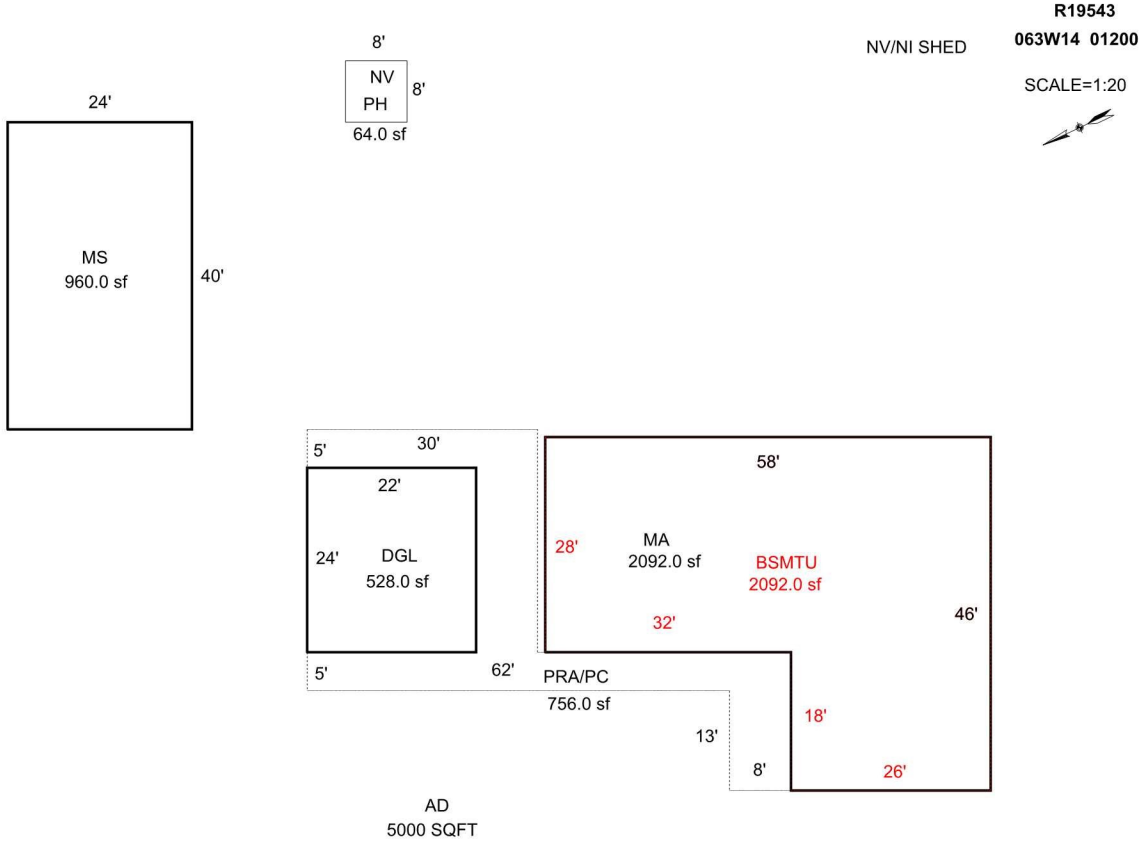 R19543
NV/NI SHED
063W14 01200
SCALE=1:20
8'
NV
PH
8'
64.0 sf
24'
MS
960.0 sf
40'
5'
30'
22'
24'
DGL
528.0 sf
5'
62'
58'
28'
MA
2092.0 sf
BSMTU
2092.0 sf
32'
46'
PRA/PC
756.0 sf
13'
8'
18'
26'
AD
5000 SQFT